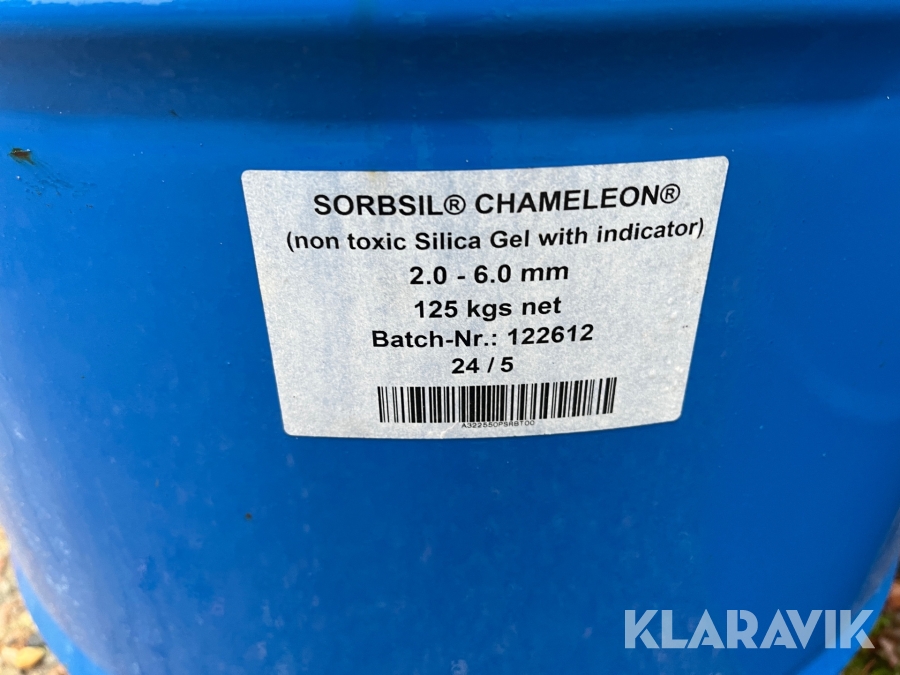 SORBSIL® CHAMELEON®
(non toxic Silica Gel with indicator)
2.0 - 6.0 mm
125 kgs net
Batch-Nr.: 122612
24 / 5
A322550PSRBT00
KLARAVIK